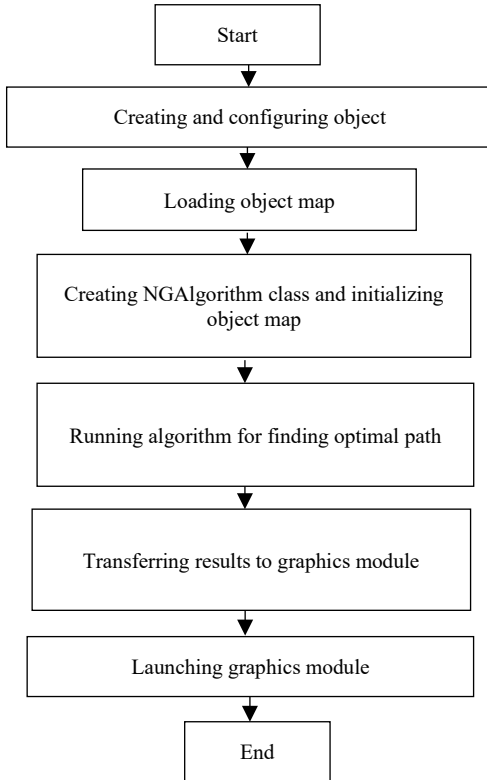 Start
Creating and configuring object
Loading object map
Creating NGAlgorithm class and initializing
object map
Running algorithm for finding optimal path
Transferring results to graphics module
Launching graphics module
End